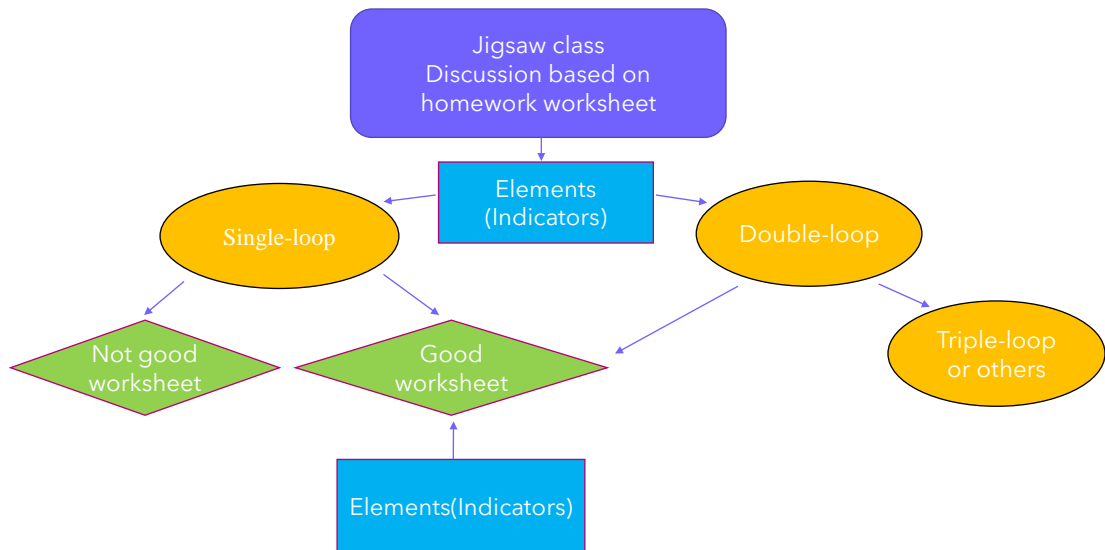 Jigsaw class
Discussion based on
homework worksheet
Elements
(Indicators)
Single-loop
Double-loop
Not good
worksheet
Good
worksheet
Triple-loop
or others
Elements(Indicators)